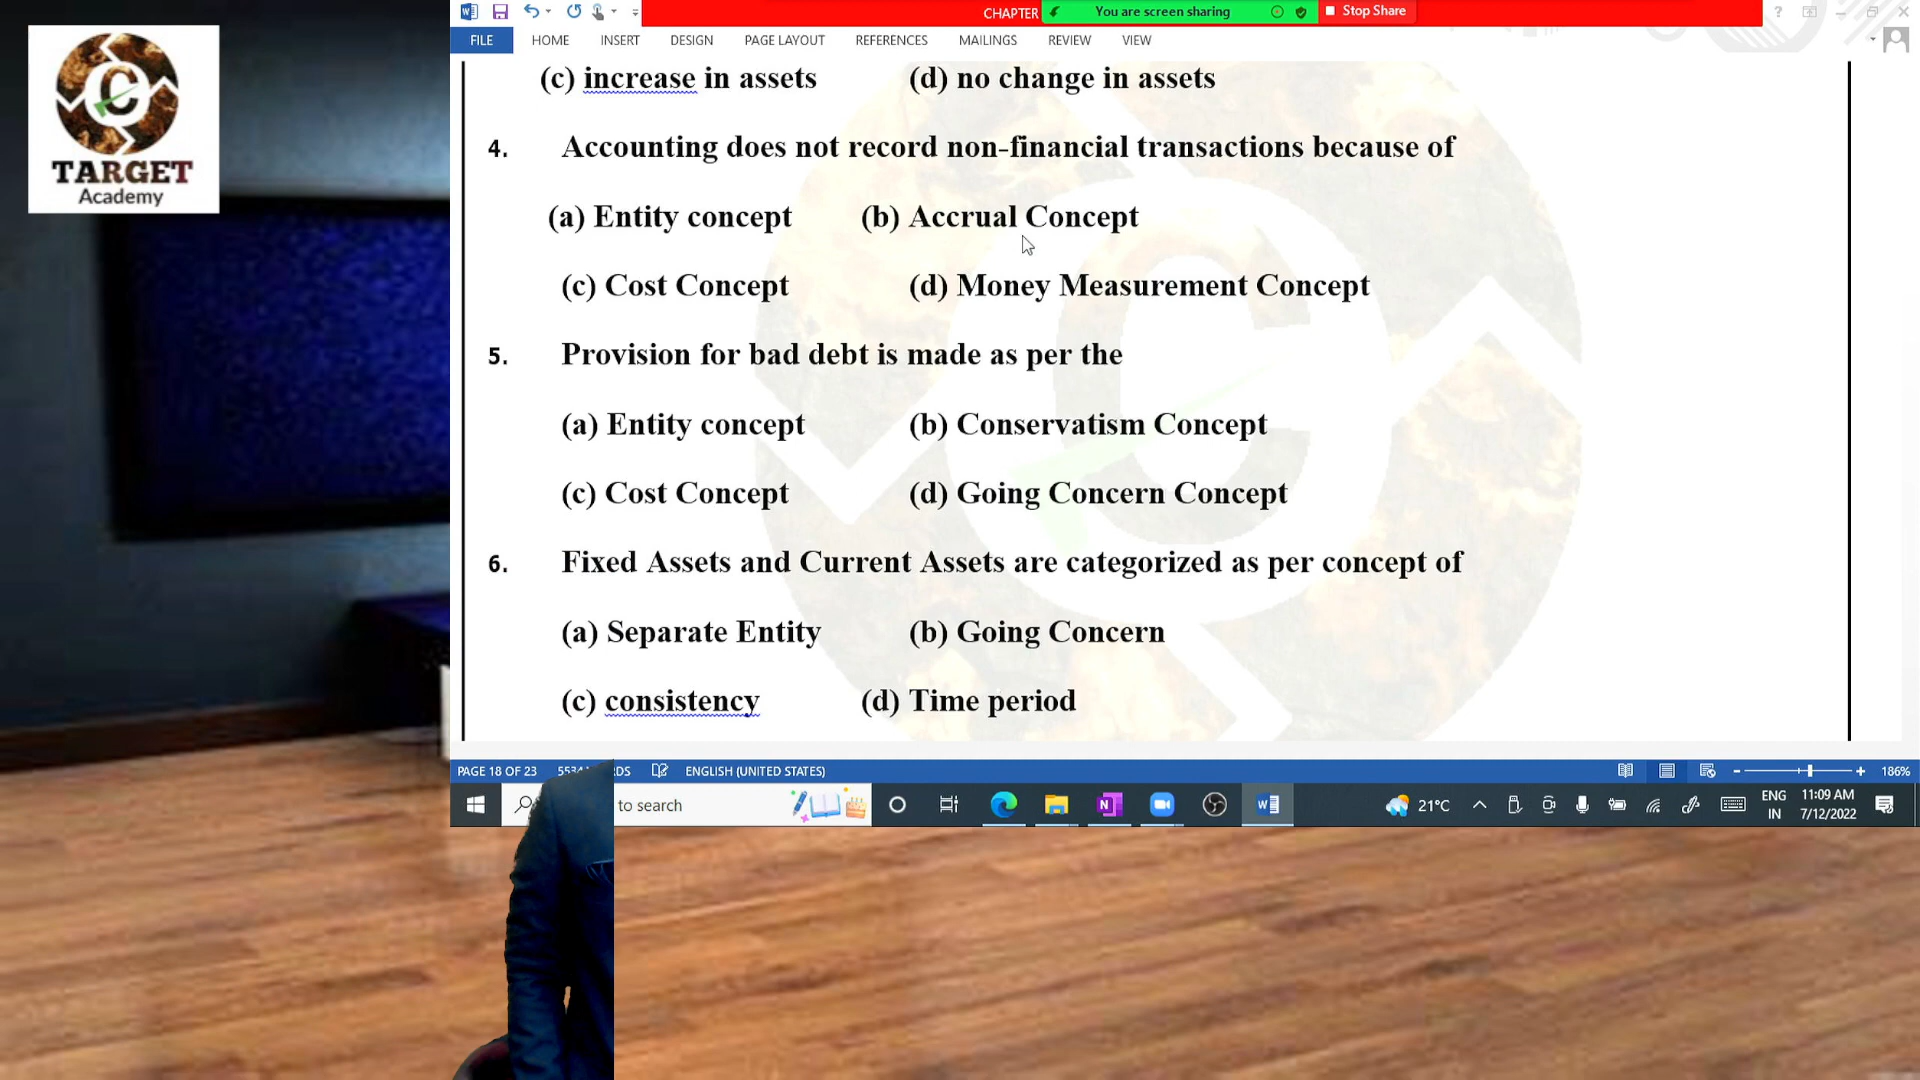 TARGET
Academy
CHAPTER
You are screen sharing
Stop Share
FILE HOME INSERT DESIGN PAGE LAYOUT REFERENCES MAILINGS REVIEW VIEW
(c) increase in assets (d) no change in assets
4. Accounting does not record non-financial transactions because of
(a) Entity concept (b) Accrual Concept
(c) Cost Concept (d) Money Measurement Concept
5. Provision for bad debt is made as per the
(a) Entity concept (b) Conservatism Concept
(c) Cost Concept (d) Going Concern Concept
6. Fixed Assets and Current Assets are categorized as per concept of
(a) Separate Entity (b) Going Concern
(c) consistency (d) Time period
PAGE 18 OF 23 ENGLISH (UNITED STATES) 186%
to search 21°C ENG 11:09 AM
IN 7/12/2022